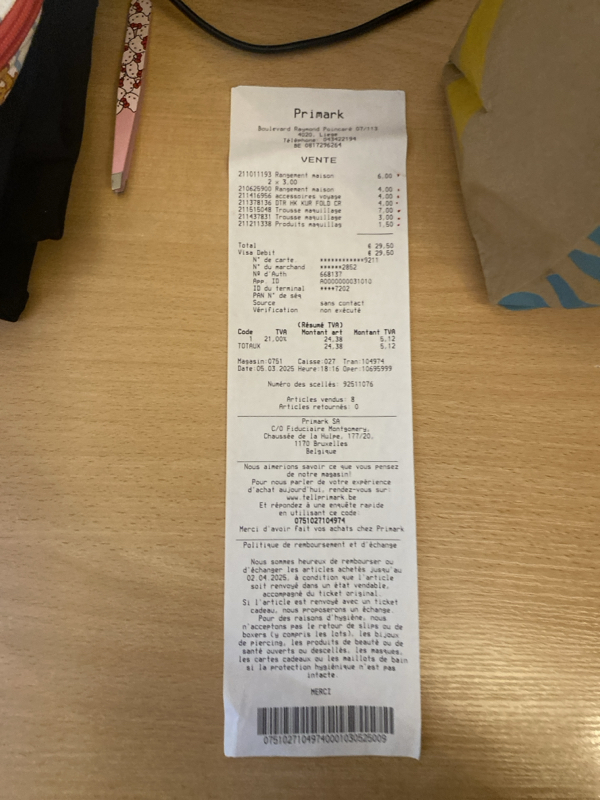 Primark
Boulevard Raymond Poincaré 07/113
4020, Liege
Téléphone: 043422194
BE 0817296264
VENTE
211011193 Rangement maison 6.00 *
2 x 3.00
210625900 Rangement maison 4.00 *
211416956 accessoires voyage 4.00 *
211378136 DTR HK KUR FOLD CR 4.00 *
211515048 Trousse maquillage 7.00 *
211437831 Trousse maquillage 3.00 *
211211338 Produits maquillag 1.50 *
Total € 29.50
Visa Debit € 29.50
N° de carte ************9211
N° du marchand ******2852
N# d'Auth 668137
App. ID A0000000031010
ID du terminal ****7202
PAN N° de séq
Source sans contact
Vérification non exécuté
(Résumé TVA)
Code TVA Montant art Montant TVA
1 21.00% 24.38 5.12
TOTAUX 24.38 5.12
Magasin:0751 Caisse:027 Tran:104974
Date:05.03.2025 Heure:18:16 Oper:10695999
Numéro des scellés: 92511076
Articles vendus: 8
Articles retournés: 0
Primark SA
C/O Fiduciaire Montgomery,
Chaussée de la Hulpe, 177/20,
1170 Bruxelles
Belgique
Nous aimerions savoir ce que vous pensez
de notre magasin!
Pour nous parler de votre expérience
d'achat aujourd'hui, rendez-vous sur:
www.tellprimark.be
Et répondez à une enquête rapide
en utilisant ce code:
0751027104974
Merci d'avoir fait vos achats chez Primark
Politique de remboursement et d'échange
Nous sommes heureux de rembourser ou
d'échanger les articles achetés jusqu'au
02.04.2025, à condition que l'article
soit renvoyé dans un état vendable,
accompagné du ticket original.
Si l'article est renvoyé avec un ticket
cadeau, nous proposerons un échange.
Pour des raisons d'hygiène, nous
n'acceptons pas le retour de slips ou de
boxers (y compris les lots), les bijoux
de piercing, les produits de beauté ou de
santé ouverts ou descellés, les masques,
les cartes cadeaux ou les maillots de bain
si la protection hygiénique n'est pas
intacte.
MERCI
07510271049740001030525009